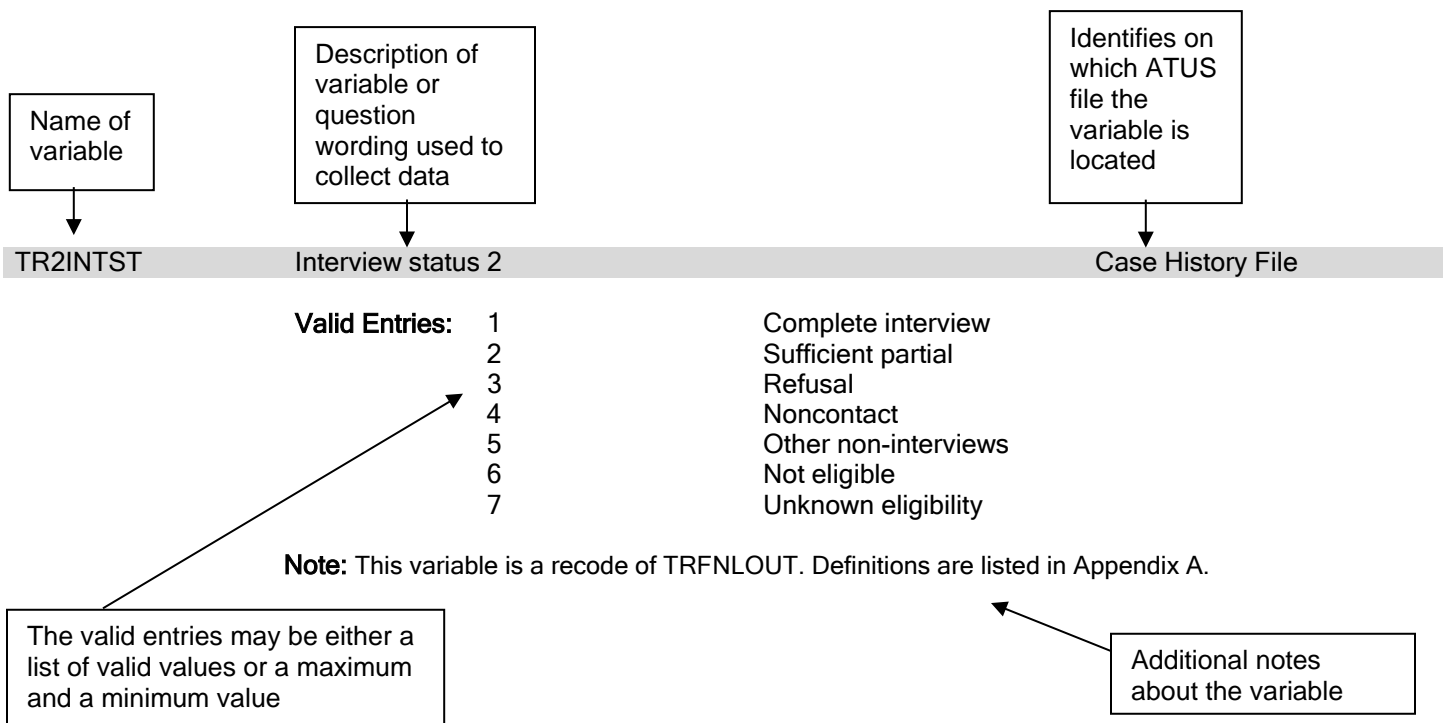 Name of
variable
Description of
variable or
question
wording used to
collect data
Identifies on
which ATUS
file the
variable is
located
TR2INTST Interview status 2 Case History File
Valid Entries: 1 Complete interview
2 Sufficient partial
3 Refusal
4 Noncontact
5 Other non-interviews
6 Not eligible
7 Unknown eligibility
Note: This variable is a recode of TRFNLOUT. Definitions are listed in Appendix A.
The valid entries may be either a
list of valid values or a maximum
and a minimum value
Additional notes
about the variable